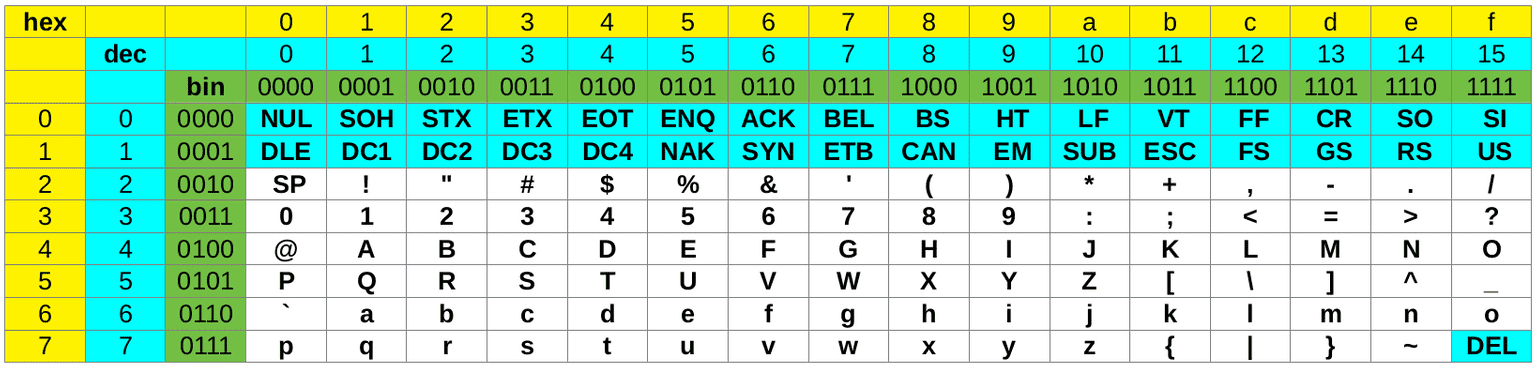 hex 0 1 2 3 4 5 6 7 8 9 a b c d e f
dec 0 1 2 3 4 5 6 7 8 9 10 11 12 13 14 15
bin 0000 0001 0010 0011 0100 0101 0110 0111 1000 1001 1010 1011 1100 1101 1110 1111
0 0 0000 NUL SOH STX ETX EOT ENQ ACK BEL BS HT LF VT FF CR SO SI
1 1 0001 DLE DC1 DC2 DC3 DC4 NAK SYN ETB CAN EM SUB ESC FS GS RS US
2 2 0010 SP ! " # $ % & ' ( ) * + , - . /
3 3 0011 0 1 2 3 4 5 6 7 8 9 : ; < = > ?
4 4 0100 @ A B C D E F G H I J K L M N O
5 5 0101 P Q R S T U V W X Y Z [ \ ] ^ _
6 6 0110 ` a b c d e f g h i j k l m n o
7 7 0111 p q r s t u v w x y z { | } ~ DEL